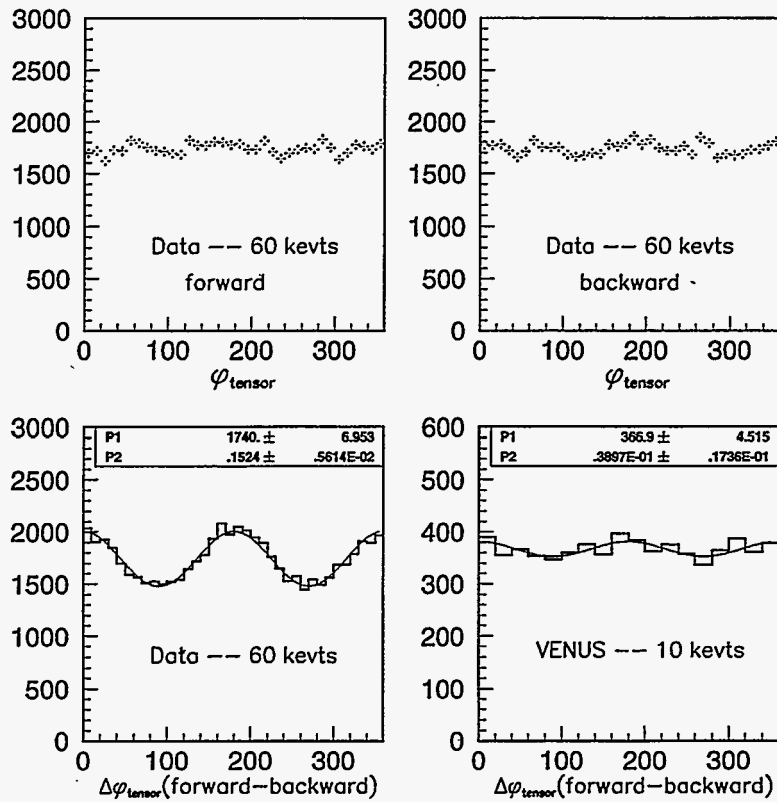 3000
2500
2000
1500
1000
500
0
Data -- 60 kevts
forward
0 100 200 300
φtensor
3000
2500
2000
1500
1000
500
0
Data -- 60 kevts
backward
0 100 200 300
φtensor
3000
2500
2000
1500
1000
500
0
P1 1740. ± 6.953
P2 .1524 ± .5614E-02
Data -- 60 kevts
0 100 200 300
Δφtensor(forward-backward)
600
500
400
300
200
100
0
P1 366.9 ± 4.515
P2 .3897E-01 ± .1736E-01
VENUS -- 10 kevts
0 100 200 300
Δφtensor(forward-backward)